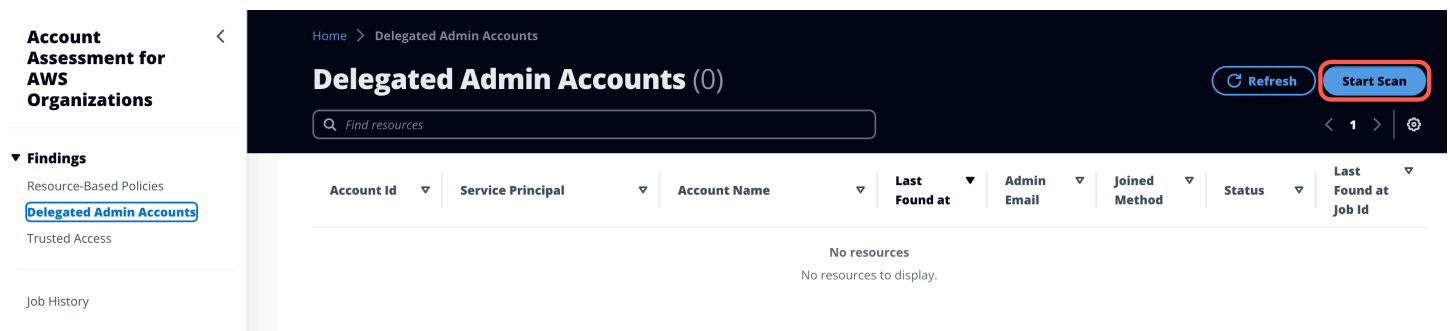 Account
Assessment for
AWS
Organizations
Findings
Resource-Based Policies
Delegated Admin Accounts
Trusted Access
Job History
Home > Delegated Admin Accounts
Delegated Admin Accounts (0)
Refresh
Start Scan
Find resources
1
Account Id
Service Principal
Account Name
Last
Found at
Admin
Email
Joined
Method
Status
Last
Found at
Job Id
No resources
No resources to display.